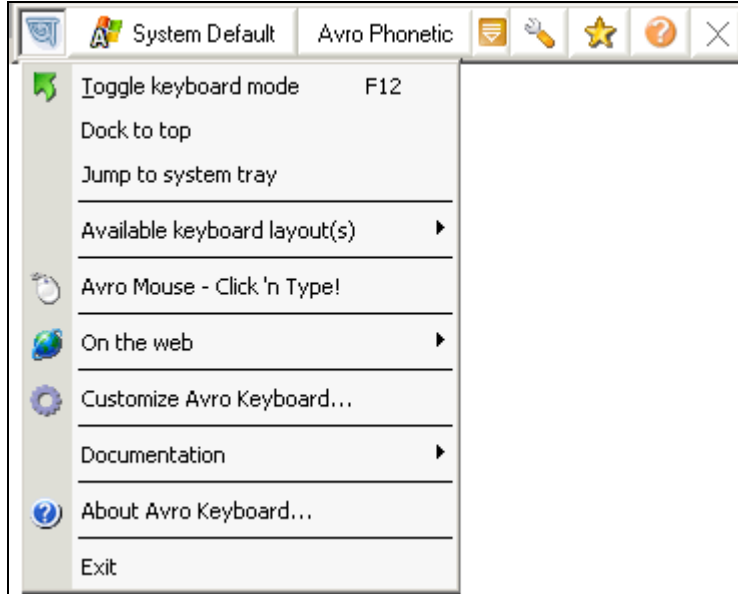 অ System Default Avro Phonetic
Toggle keyboard mode F12
Dock to top
Jump to system tray
Available keyboard layout(s)
Avro Mouse - Click 'n Type!
On the web
Customize Avro Keyboard...
Documentation
About Avro Keyboard...
Exit